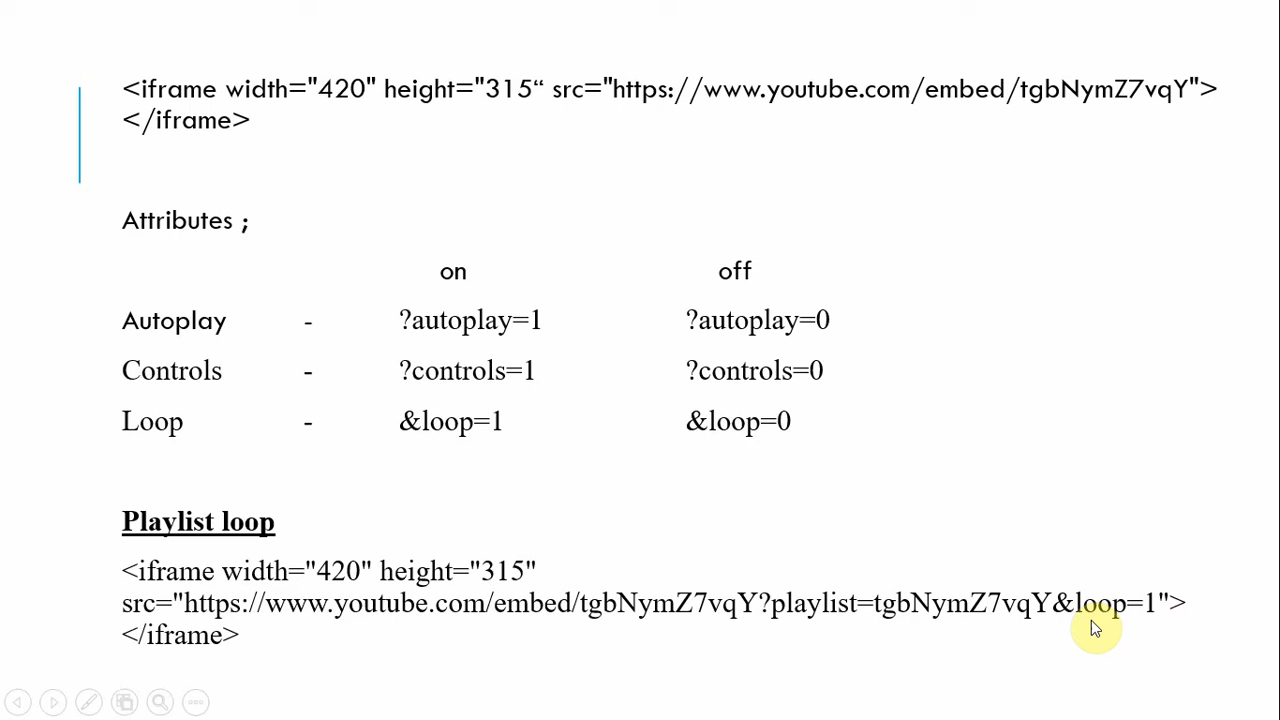 <iframe width="420" height="315“ src="https://www.youtube.com/embed/tgbNymZ7vqY">
</iframe>
Attributes ;
on off
Autoplay - ?autoplay=1 ?autoplay=0
Controls - ?controls=1 ?controls=0
Loop - &loop=1 &loop=0
Playlist loop
<iframe width="420" height="315"
src="https://www.youtube.com/embed/tgbNymZ7vqY?playlist=tgbNymZ7vqY&loop=1">
</iframe>